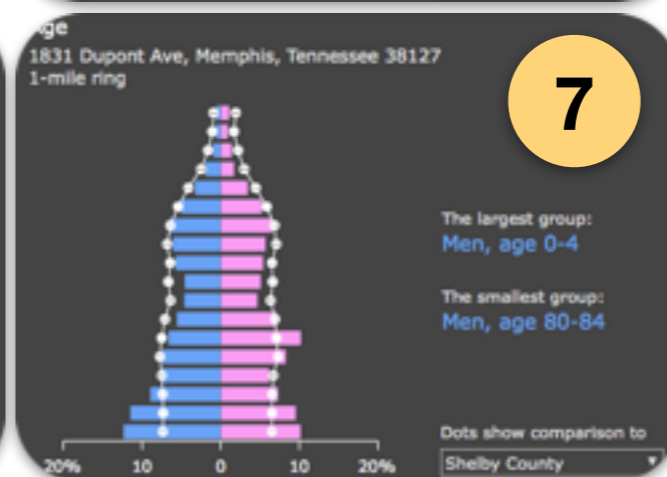 Age
1831 Dupont Ave, Memphis, Tennessee 38127
1-mile ring
7
The largest group:
Men, age 0-4
The smallest group:
Men, age 80-84
Dots show comparison to
Shelby County
20% 10 0 10 20%